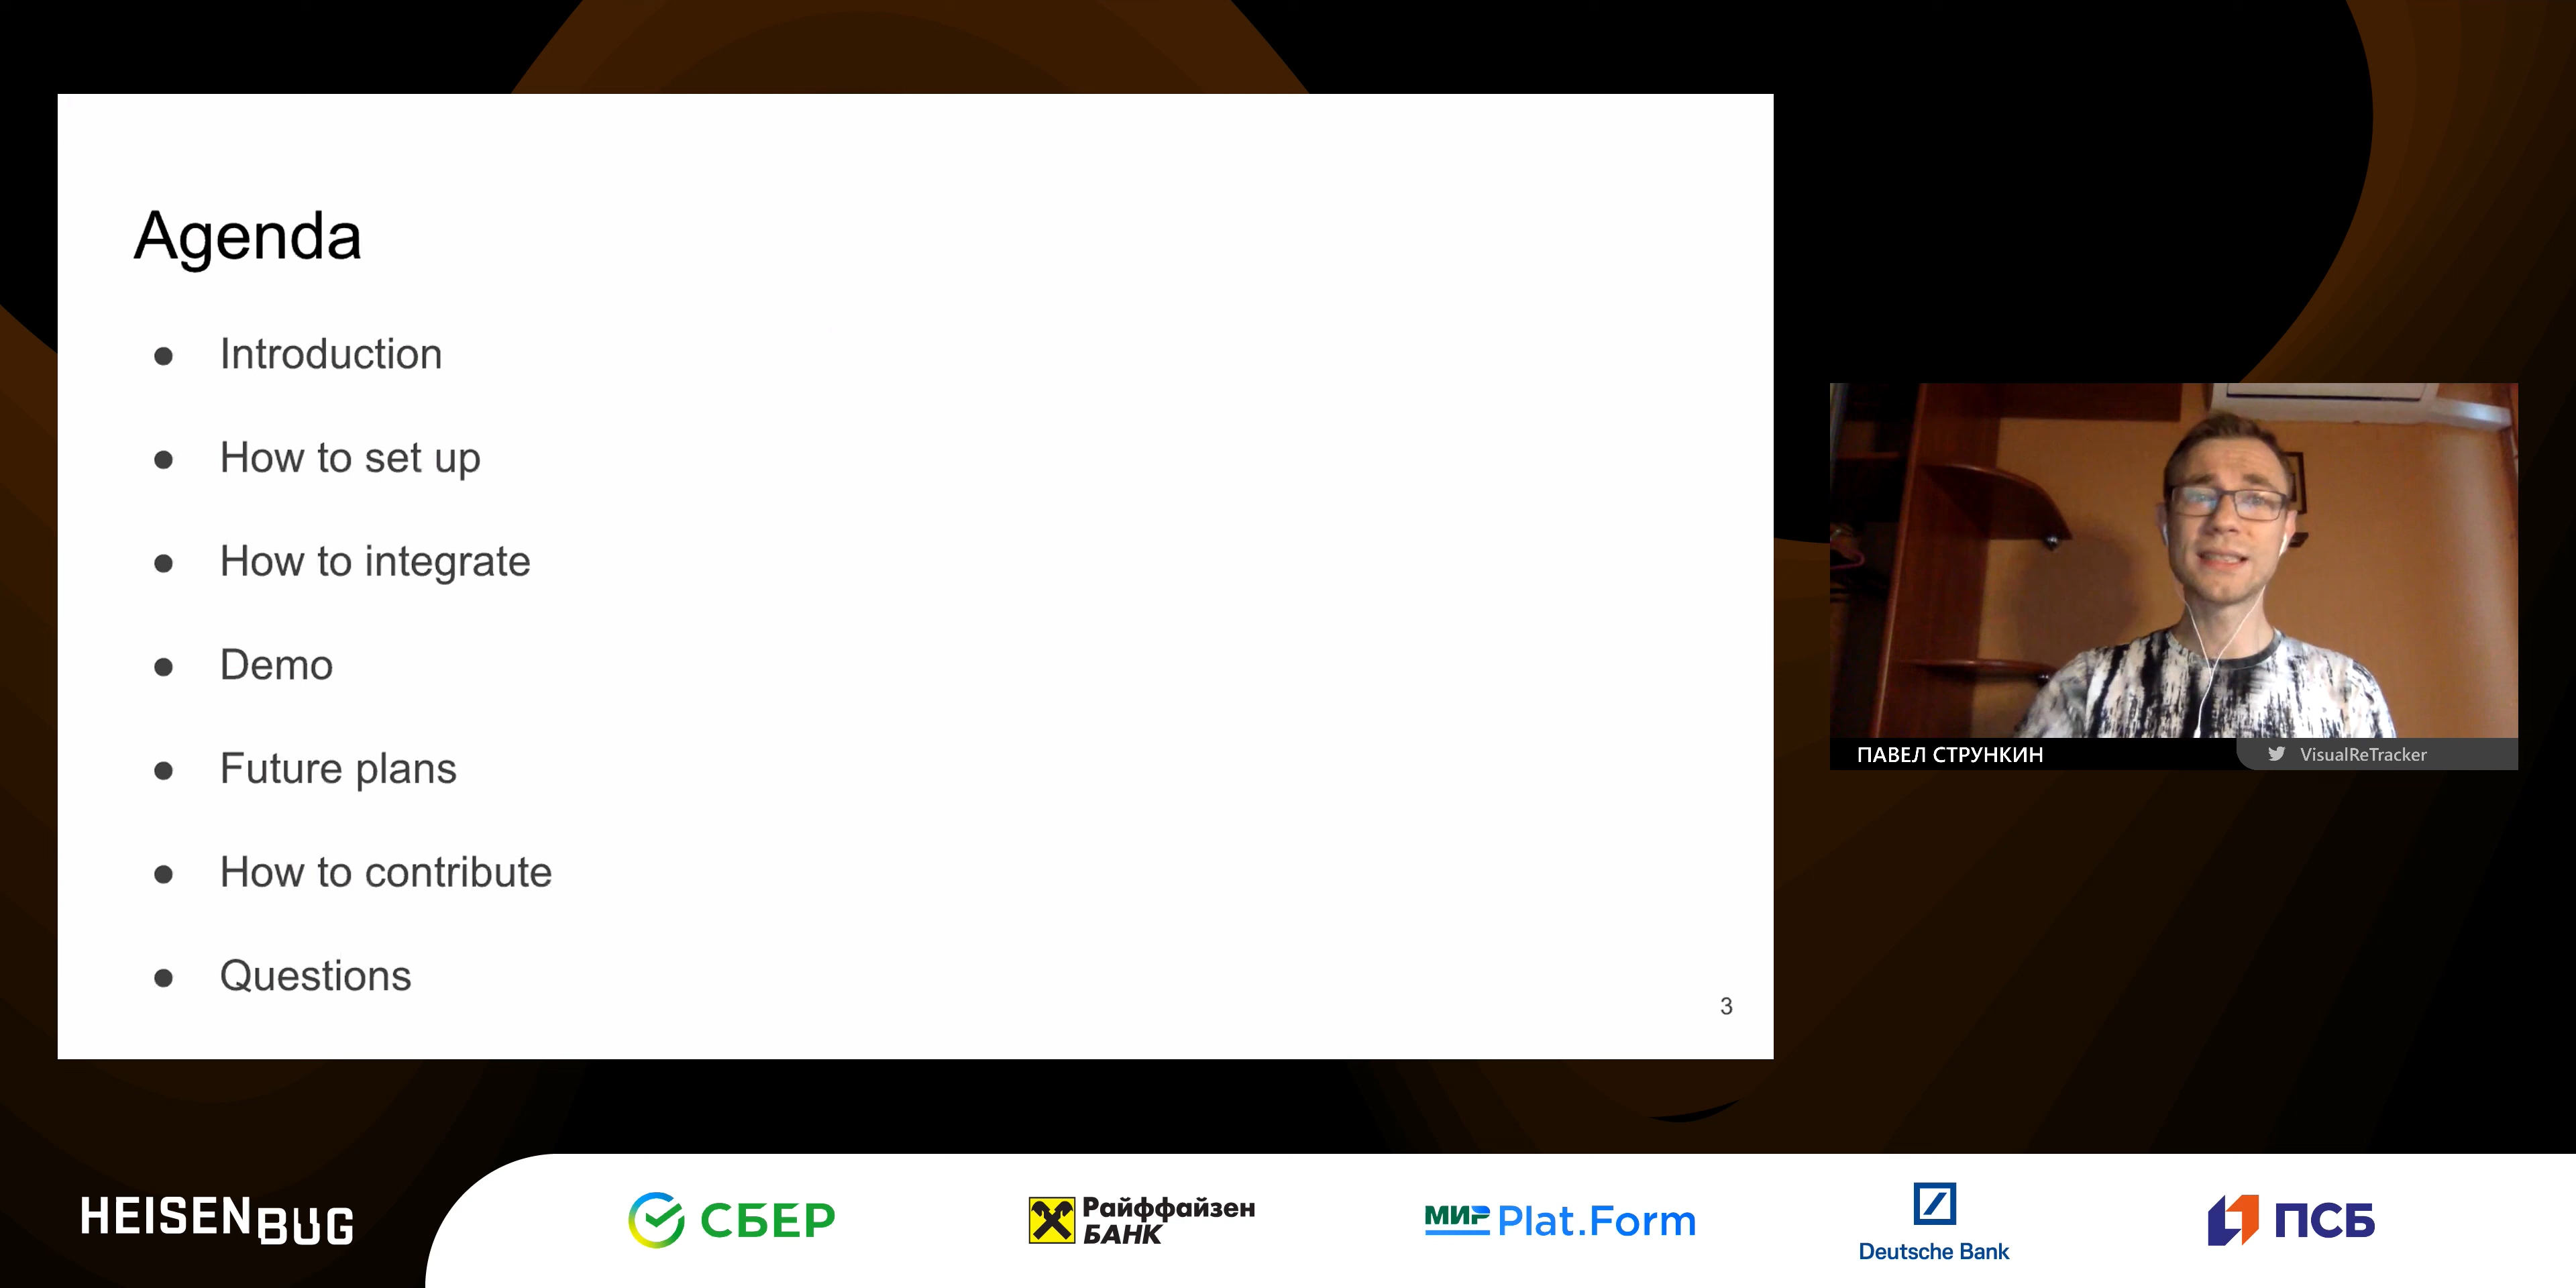 Agenda
● Introduction
● How to set up
● How to integrate
● Demo
● Future plans
● How to contribute
● Questions
3
ПАВЕЛ СТРУНКИН
VisualReTracker
HEISENBUG
СБЕР
Райффайзен
БАНК
МИР Plat.Form
Deutsche Bank
ПСБ